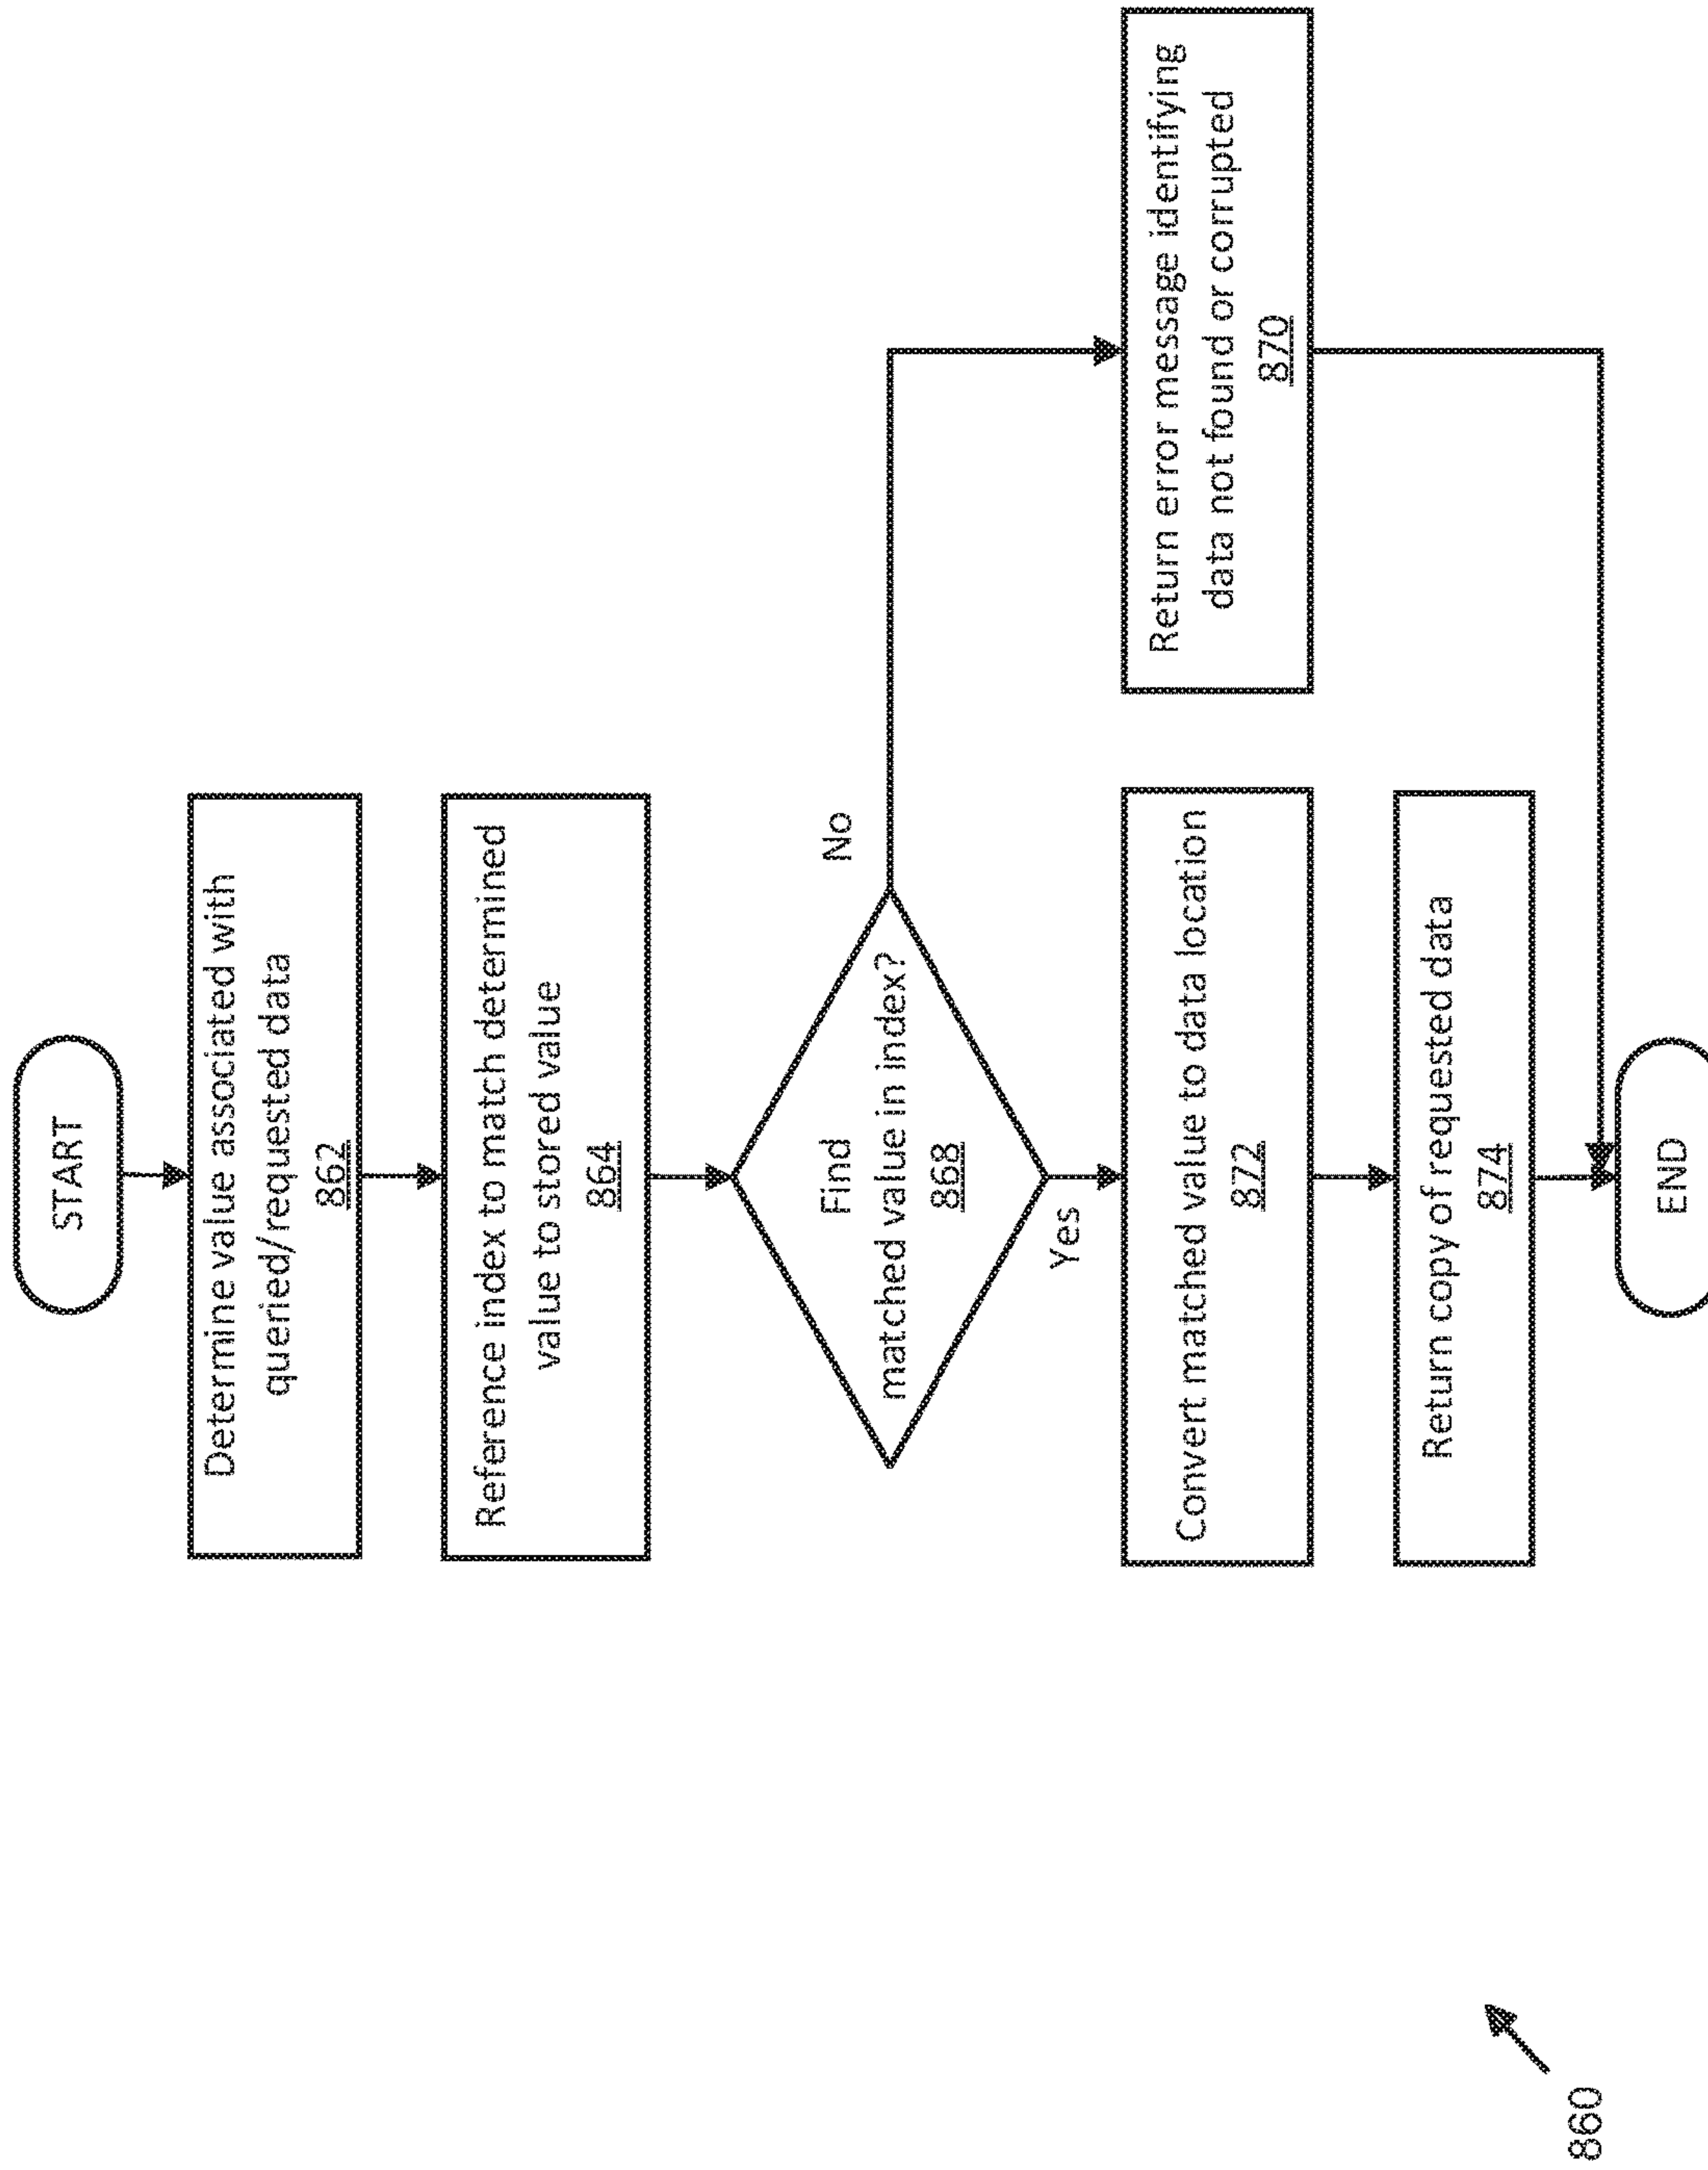 START
Determine value associated with
queried/requested data
862
Reference index to match determined
value to stored value
864
Find
matched value in index?
868
No
Yes
Return error message identifying
data not found or corrupted
870
Convert matched value to data location
872
Return copy of requested data
874
END
860